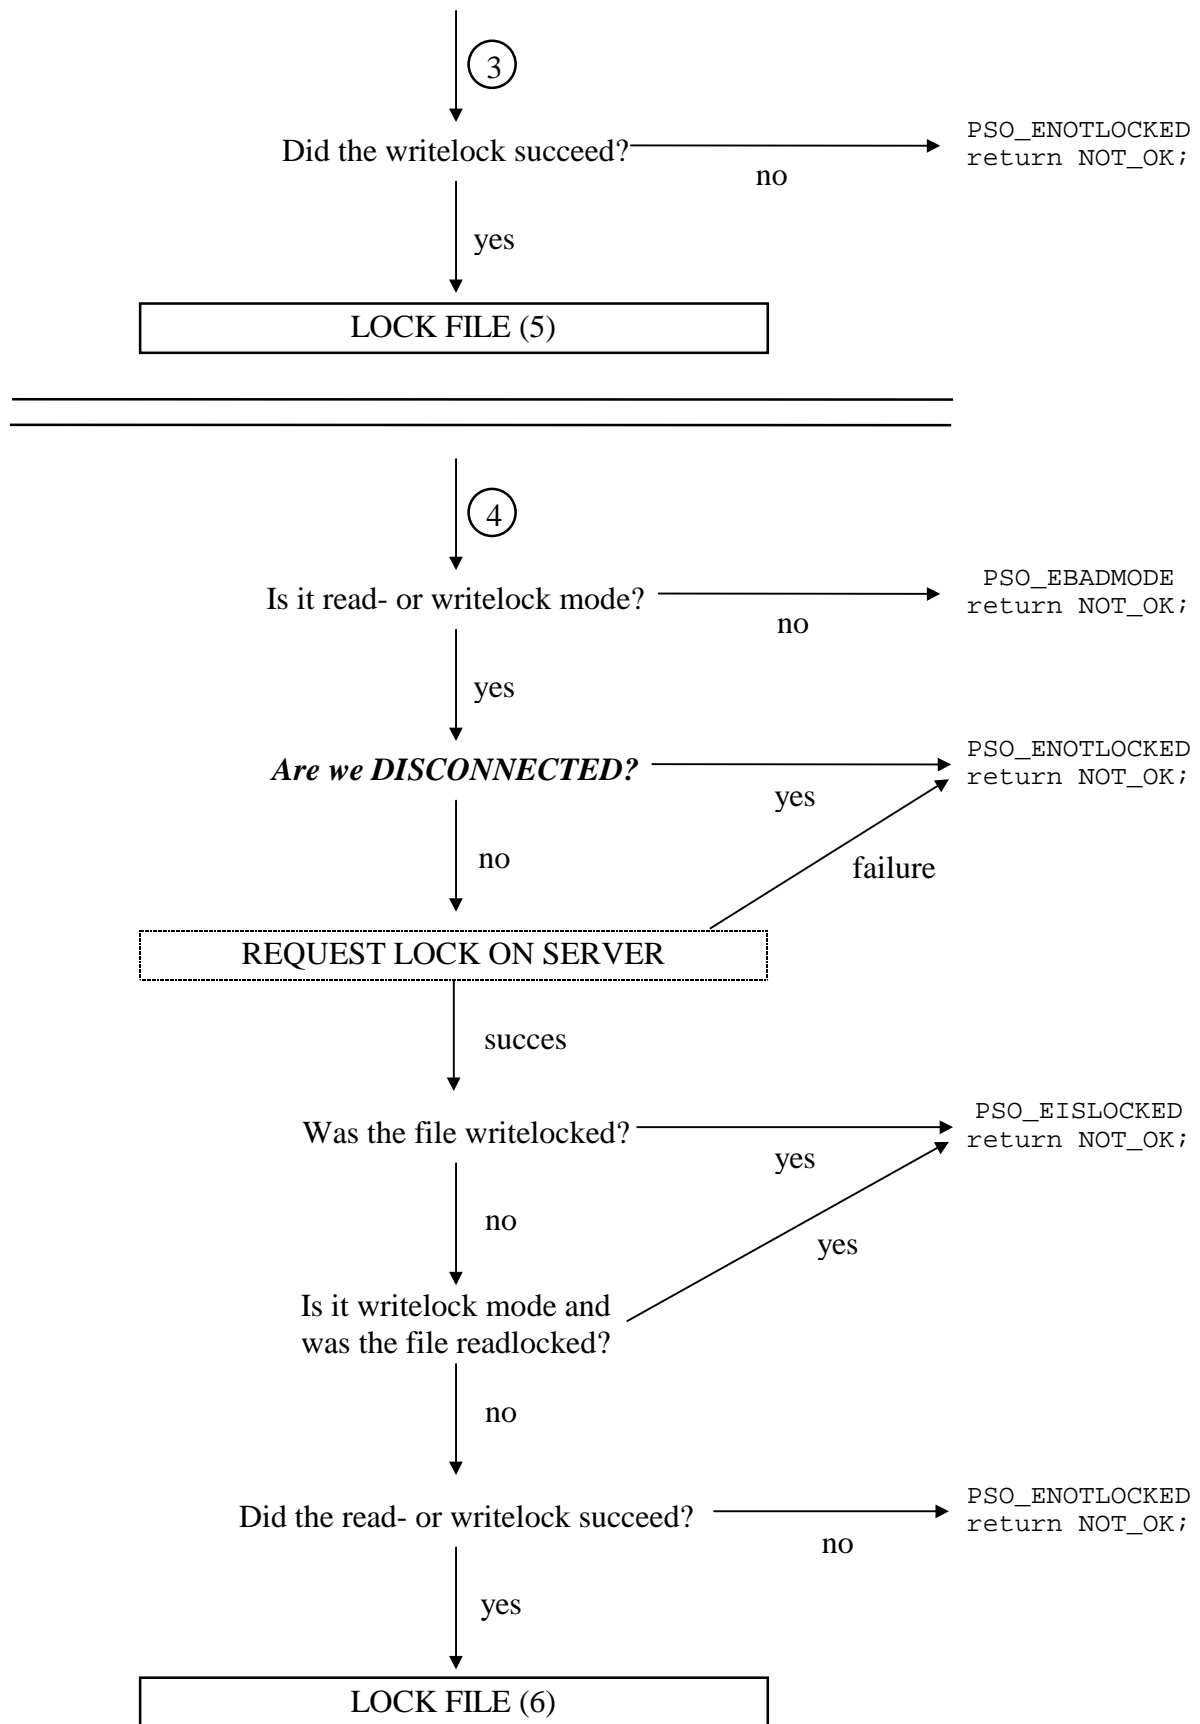 3
Did the writelock succeed?
no
PSO_ENOTLOCKED
return NOT_OK;
yes
LOCK FILE (5)
4
Is it read- or writelock mode?
no
PSO_EBADMODE
return NOT_OK;
yes
Are we DISCONNECTED?
yes
PSO_ENOTLOCKED
return NOT_OK;
no
failure
REQUEST LOCK ON SERVER
succes
Was the file writelocked?
yes
PSO_EISLOCKED
return NOT_OK;
no
yes
Is it writelock mode and
was the file readlocked?
no
Did the read- or writelock succeed?
no
PSO_ENOTLOCKED
return NOT_OK;
yes
LOCK FILE (6)